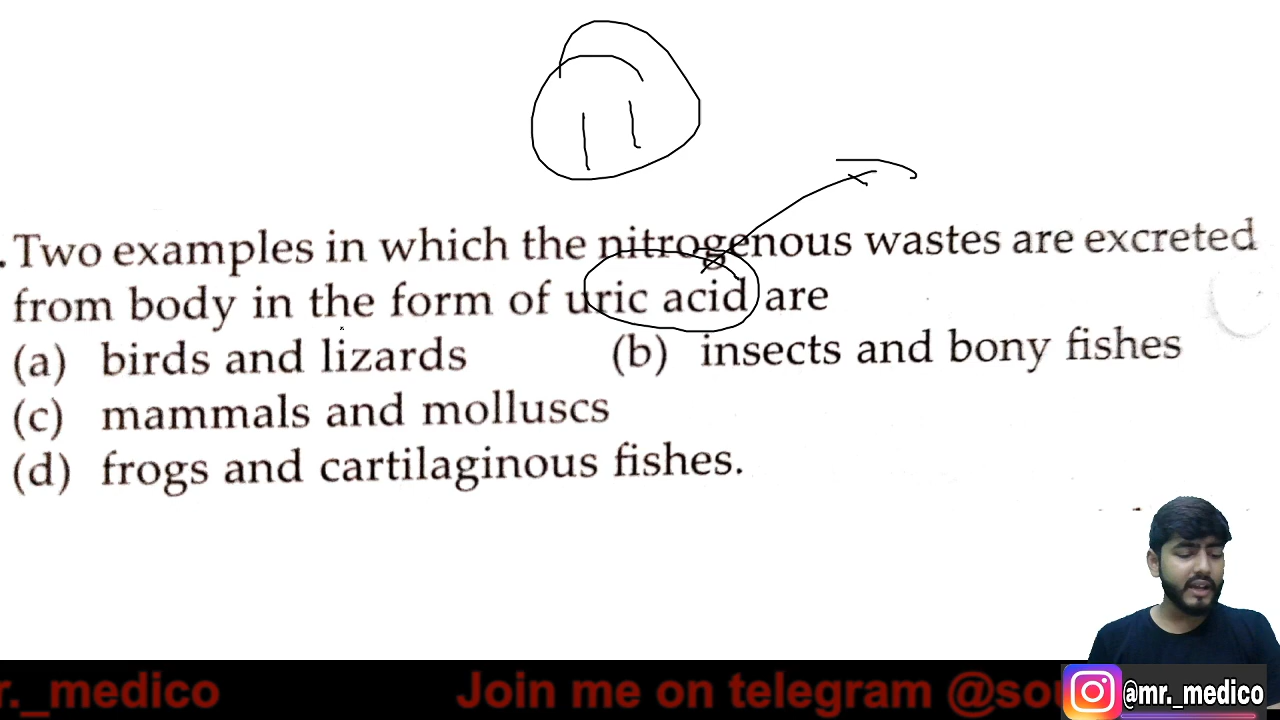 . Two examples in which the nitrogenous wastes are excreted
from body in the form of uric acid are
(a) birds and lizards (b) insects and bony fishes
(c) mammals and molluscs
(d) frogs and cartilaginous fishes.
r._medico Join me on telegram @sou
@mr._medico